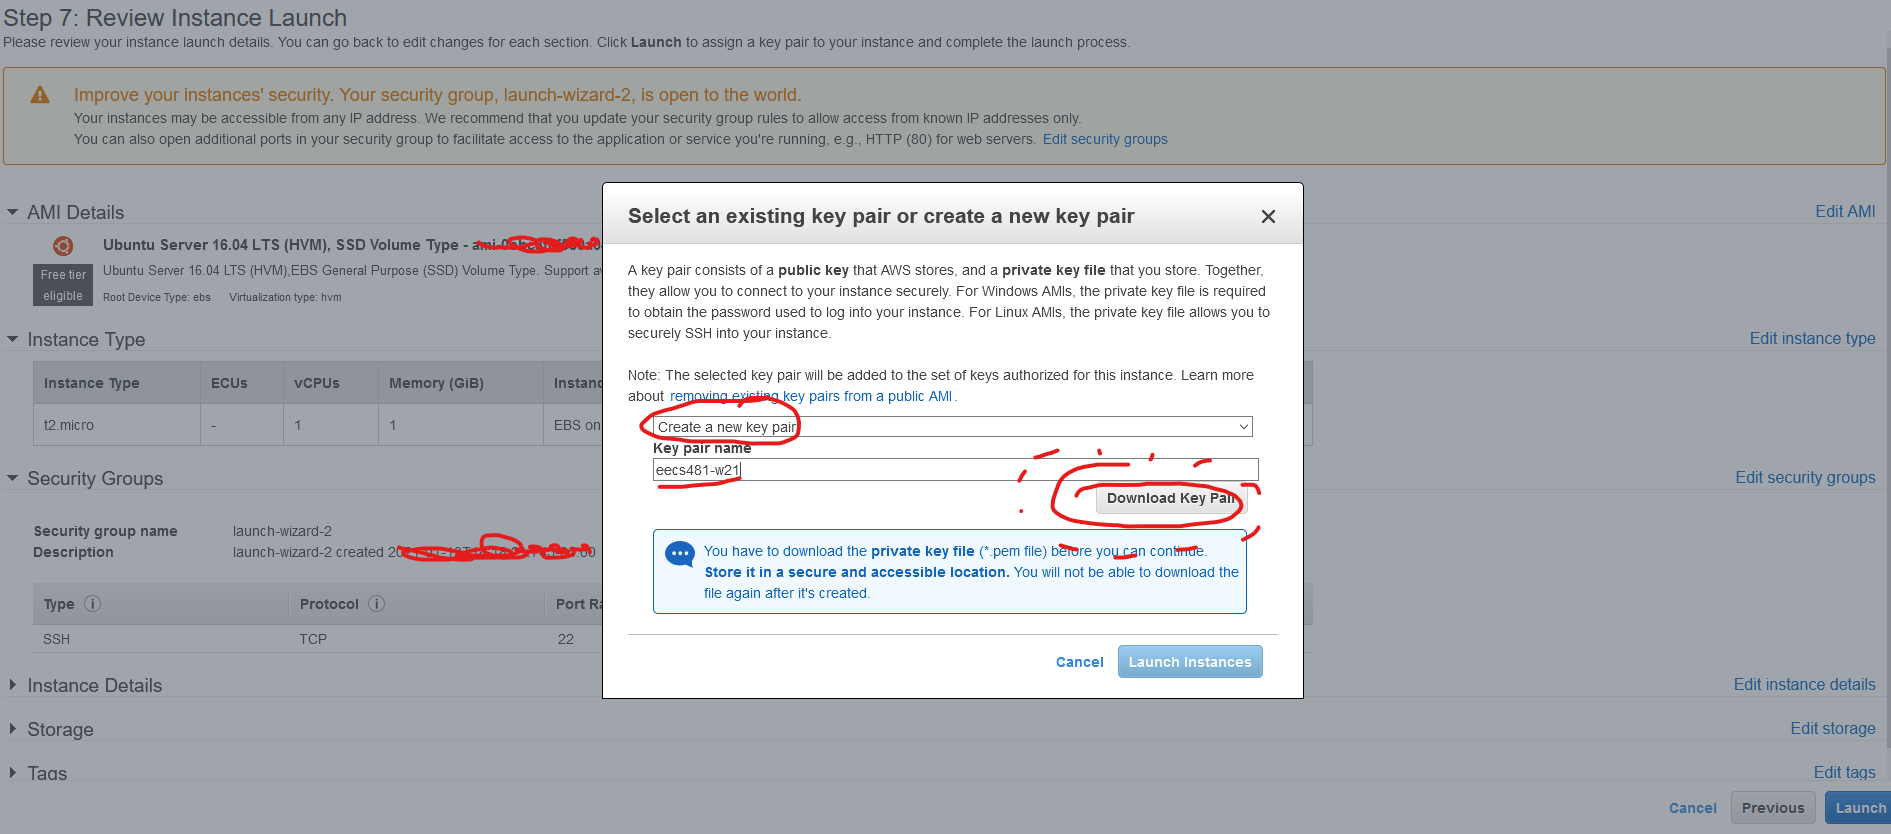 Step 7: Review Instance Launch
Please review your instance launch details. You can go back to edit changes for each section. Click Launch to assign a key pair to your instance and complete the launch process.
Improve your instances' security. Your security group, launch-wizard-2, is open to the world.
Your instances may be accessible from any IP address. We recommend that you update your security group rules to allow access from known IP addresses only.
You can also open additional ports in your security group to facilitate access to the application or service you're running, e.g., HTTP (80) for web servers. Edit security groups
AMI Details
Edit AMI
Ubuntu Server 16.04 LTS (HVM), SSD Volume Type -
Free tier
eligible
Ubuntu Server 16.04 LTS (HVM),EBS General Purpose (SSD) Volume Type. Support
Root Device Type: ebs Virtualization type: hvm
Instance Type
Edit instance type
Instance Type ECUs vCPUs Memory (GiB)
t2.micro - 1 1 EBS
Security Groups
Edit security groups
Security group name launch-wizard-2
Description launch-wizard-2 created
Type Protocol Port
SSH TCP 22
Instance Details
Edit instance details
Storage
Edit storage
Tags
Edit tags
Cancel Previous Launch
Select an existing key pair or create a new key pair
A key pair consists of a public key that AWS stores, and a private key file that you store. Together,
they allow you to connect to your instance securely. For Windows AMIs, the private key file is required
to obtain the password used to log into your instance. For Linux AMIs, the private key file allows you to
securely SSH into your instance.
Note: The selected key pair will be added to the set of keys authorized for this instance. Learn more
about removing existing key pairs from a public AMI.
Create a new key pair
Key pair name
eecs481-w21
Download Key Pair
You have to download the private key file (*.pem file) before you can continue.
Store it in a secure and accessible location. You will not be able to download the
file again after it's created.
Cancel Launch Instances